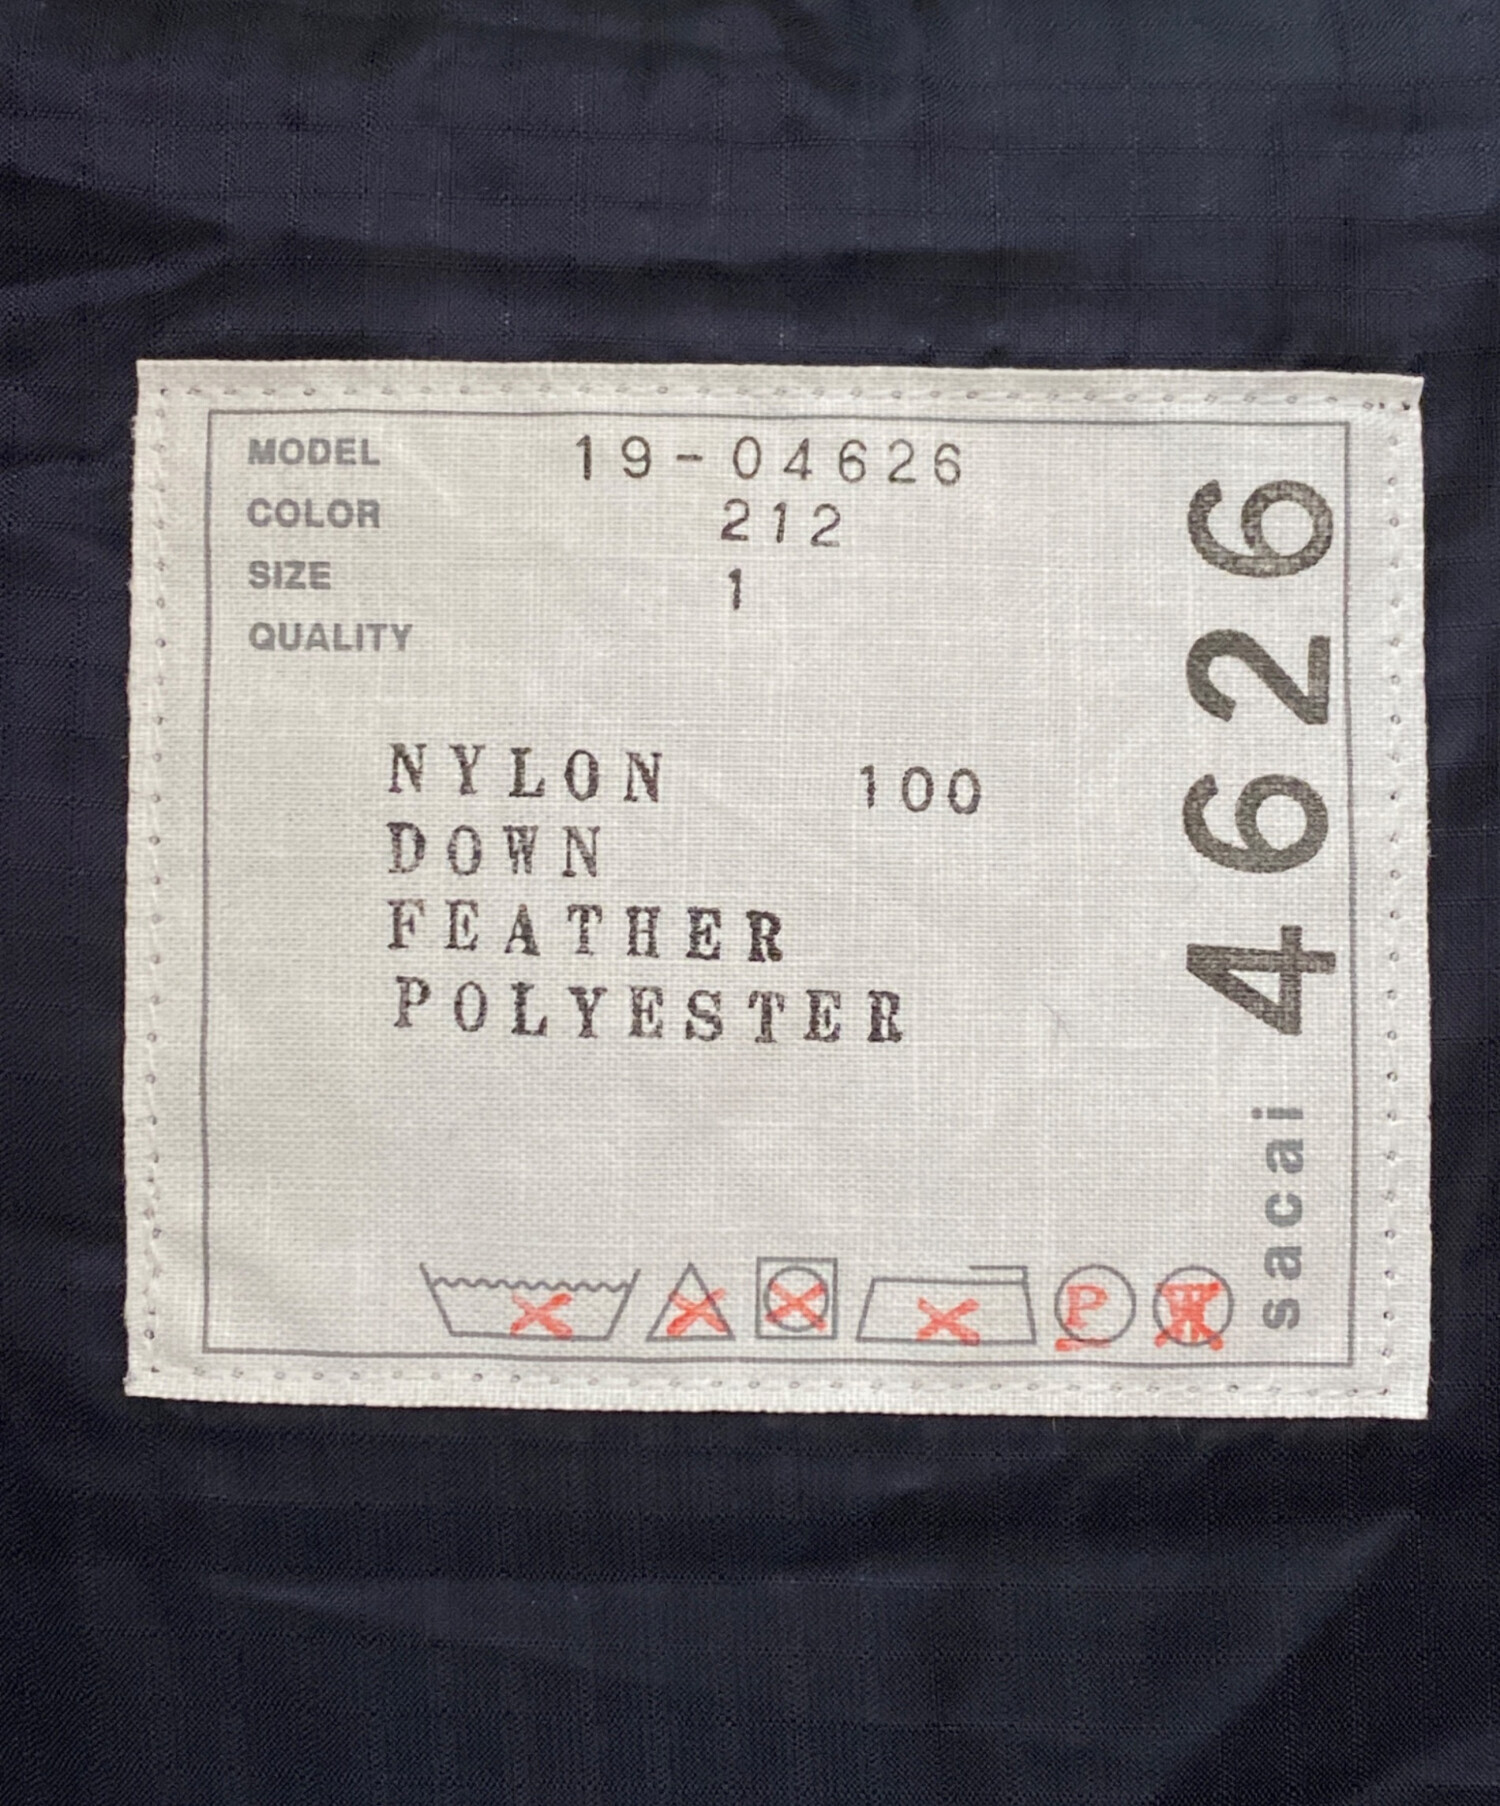 MODEL 19-04626
COLOR 212
SIZE 1
QUALITY
NYLON 100
DOWN
FEATHER
POLYESTER
P
W
sacai 4626